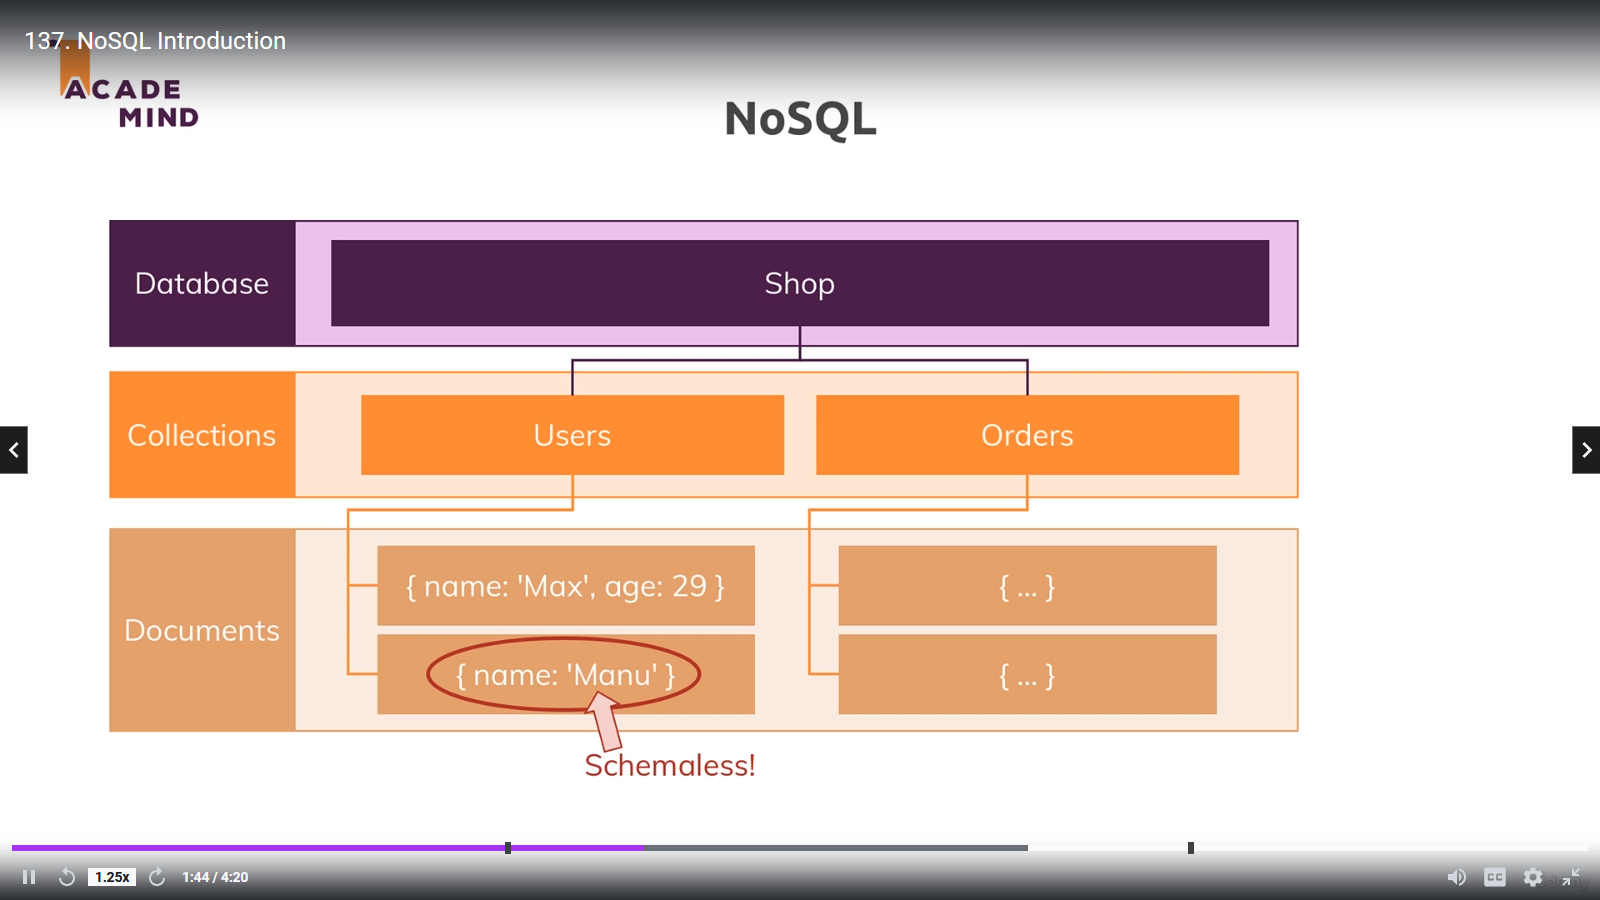 137. NoSQL Introduction
ACADE
MIND
NoSQL
Database
Shop
Collections
Users
Orders
Documents
{ name: 'Max', age: 29 }
{ ... }
{ name: 'Manu' }
{ ... }
Schemaless!
1.25x
1:44 / 4:20
CC